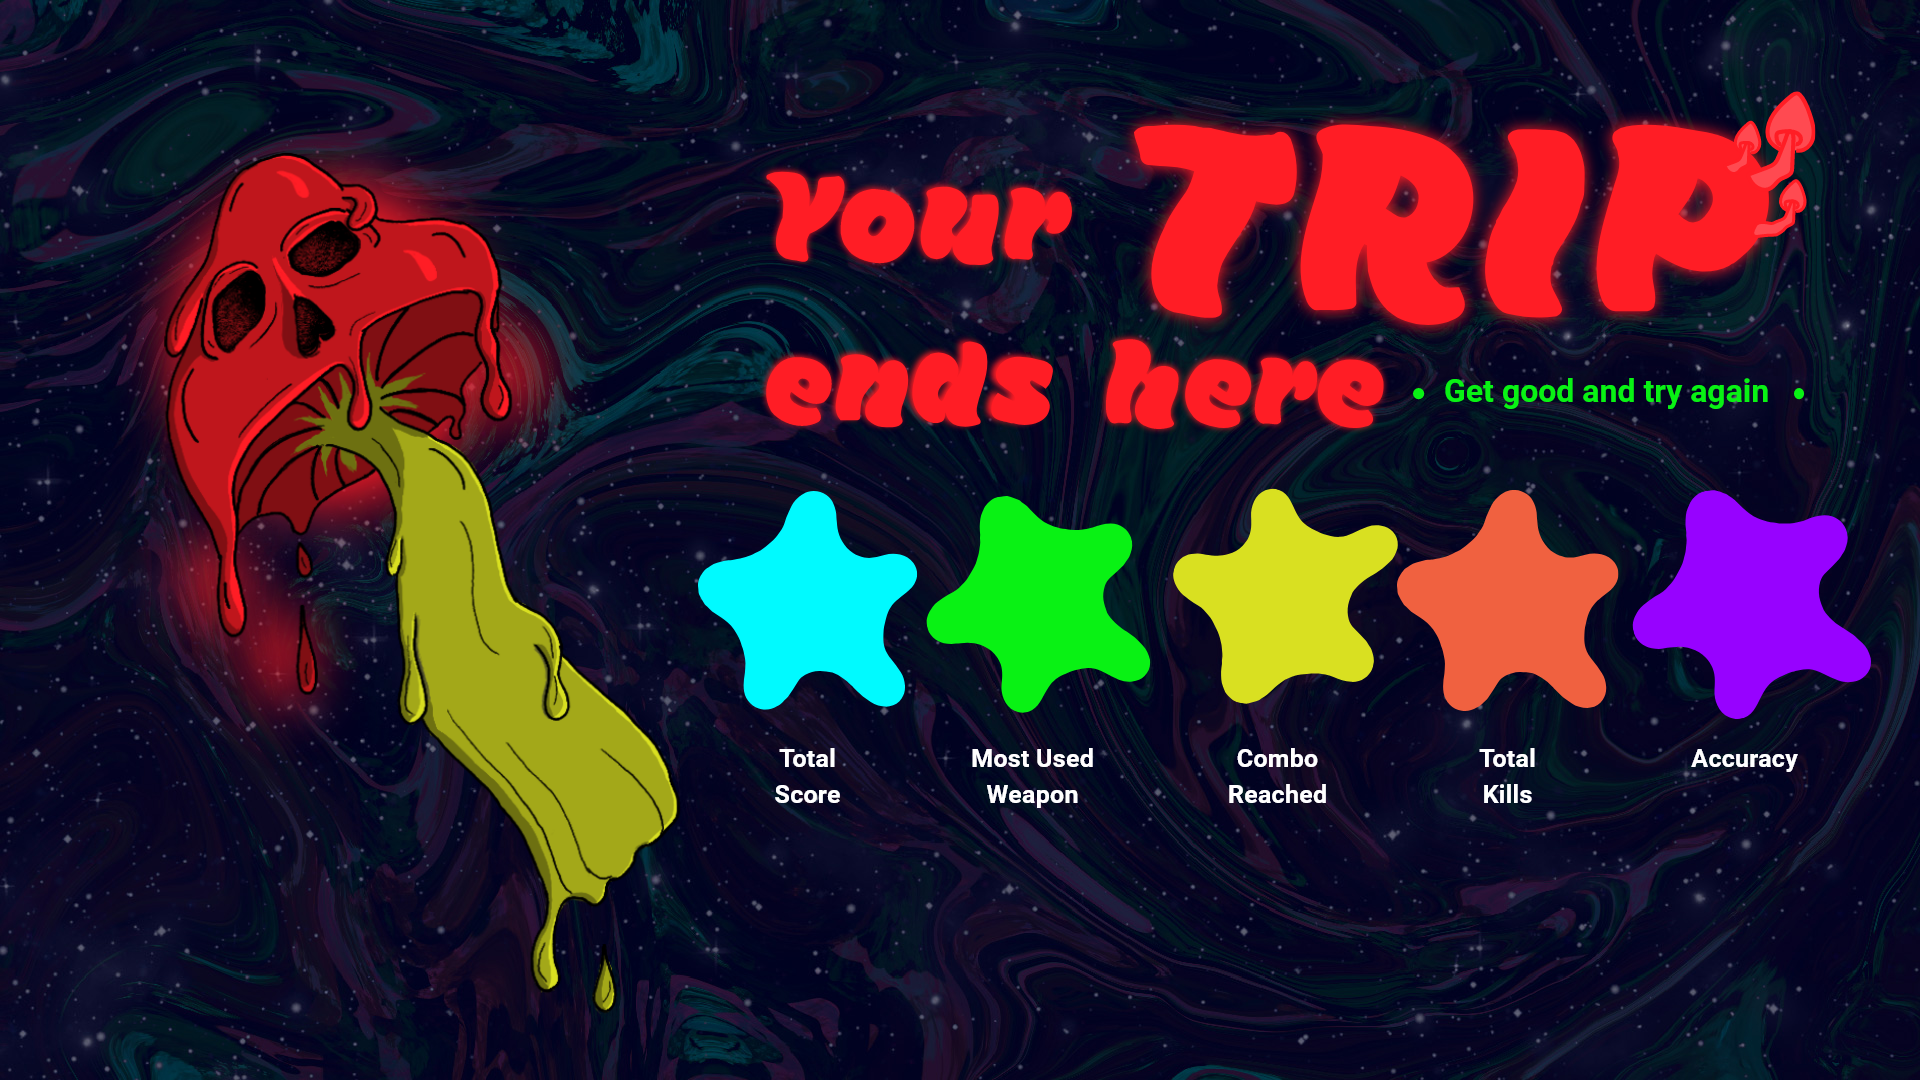 your TRIP
ends here
• Get good and try again •
Total
Score
Most Used
Weapon
Combo
Reached
Total
Kills
Accuracy